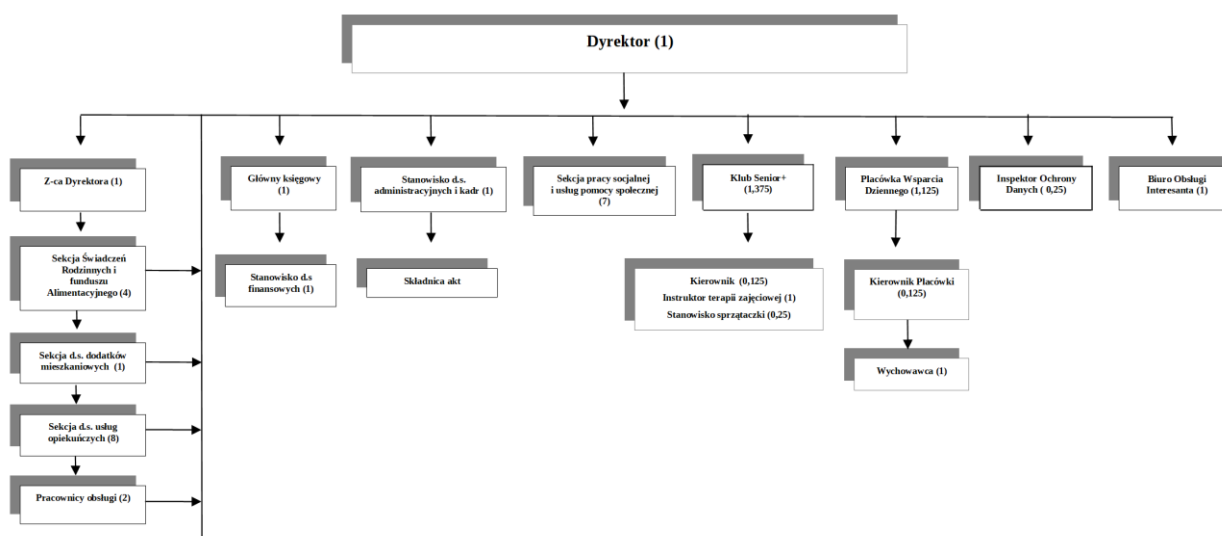 Dyrektor (1)
Z-ca Dyrektora (1)
Główny księgowy
(1)
Stanowisko d.s.
administracyjnych i kadr (1)
Sekcja pracy socjalnej
i usług pomocy społecznej
(7)
Klub Senior+
(1,375)
Placówka Wsparcia
Dziennego (1,125)
Inspektor Ochrony
Danych ( 0,25)
Biuro Obsługi
Interesanta (1)
Sekcja Świadczeń
Rodzinnych i
funduszu
Alimentacyjnego (4)
Stanowisko d.s
finansowych (1)
Składnica akt
Kierownik (0,125)
Instruktor terapii zajęciowej (1)
Stanowisko sprzątaczki (0,25)
Kierownik Placówki
(0,125)
Sekcja d.s. dodatków
mieszkaniowych (1)
Wychowawca (1)
Sekcja d.s. usług
opiekuńczych (8)
Pracownicy obsługi (2)